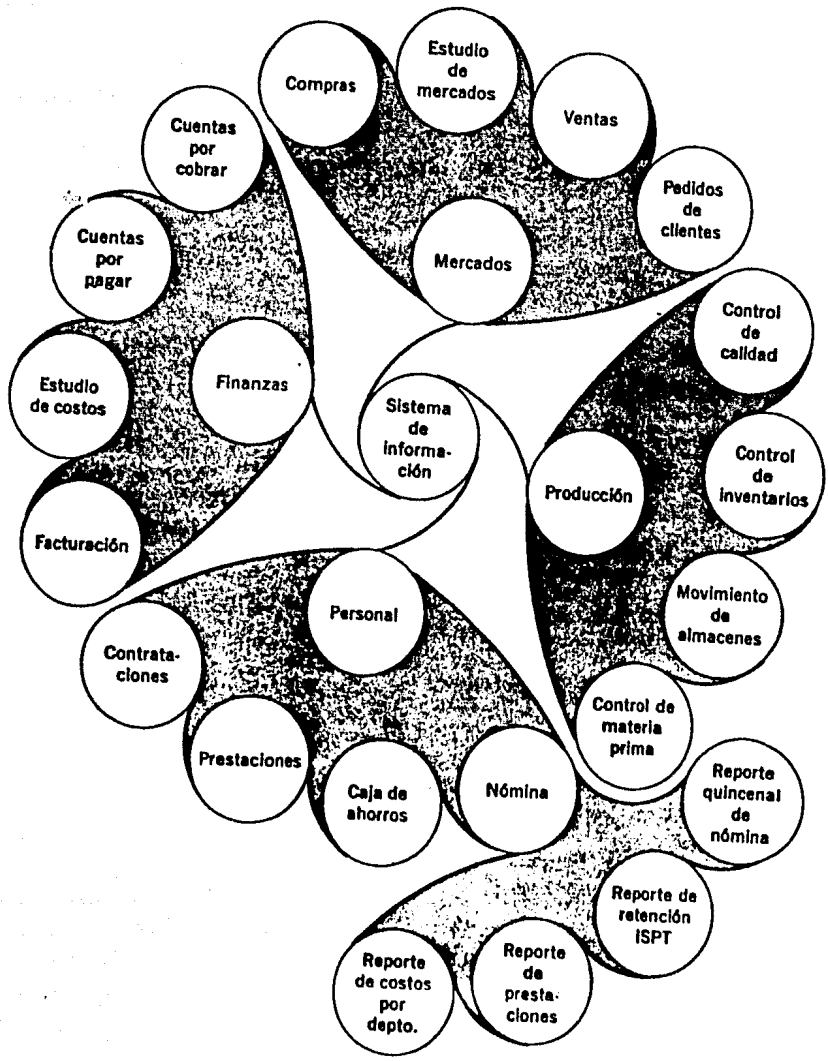 Compras
Estudio
de
mercados
Ventas
Pedidos
de
clientes
Mercados
Cuentas
por
cobrar
Cuentas
por
pagar
Estudio
de costos
Facturación
Finanzas
Sistema
de
informa-
ción
Control
de
calidad
Control
de
inventarios
Producción
Movimiento
de
almacenes
Control de
materia
prima
Personal
Contrata-
ciones
Prestaciones
Caja de
ahorros
Nómina
Reporte
quincenal
de
nómina
Reporte de
retención
ISPT
Reporte
de
presta-
ciones
Reporte
de costos
por
depto.